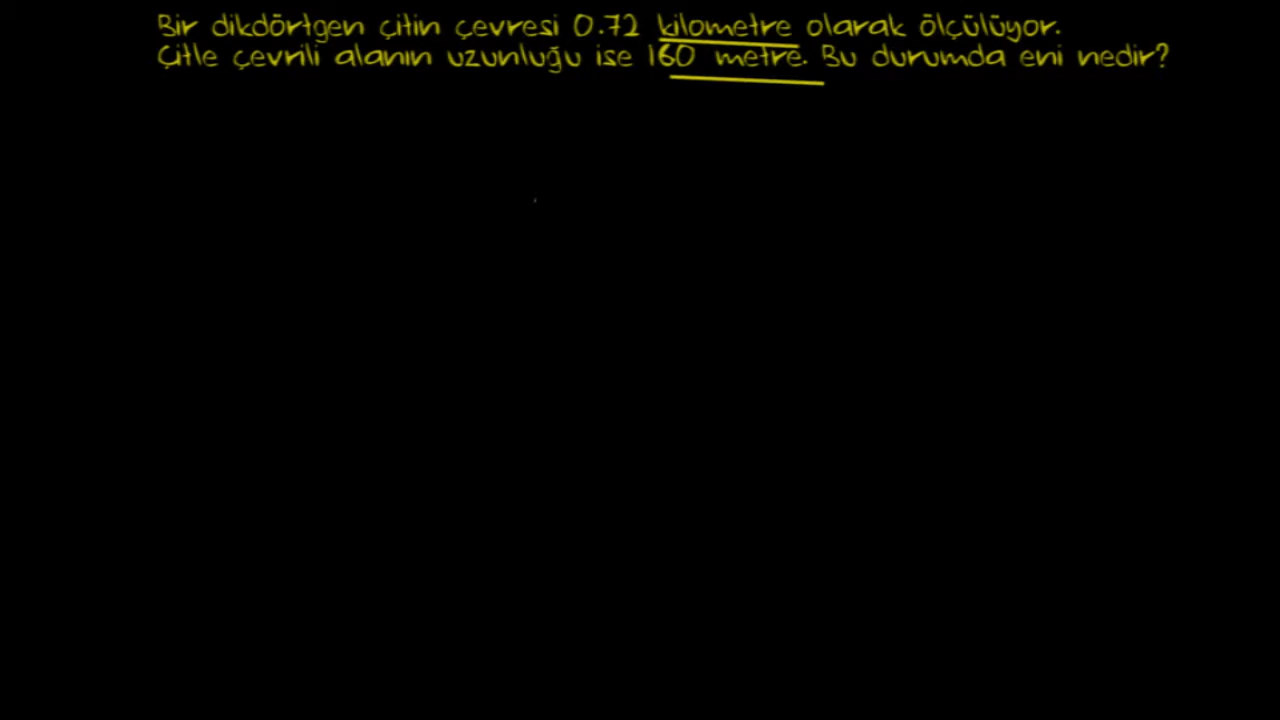 Bir dikdörtgen çitin çevresi 0.72 kilometre olarak ölçülüyor.
Çitle çevrili alanın uzunluğu ise 160 metre. Bu durumda eni nedir?